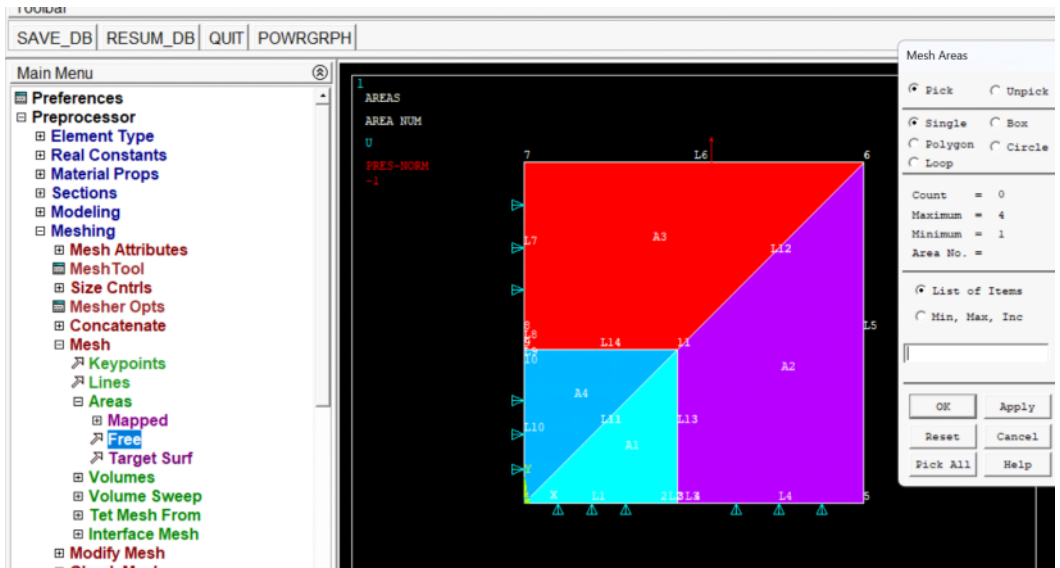 Toolbar
SAVE_DB RESUM_DB QUIT POWRGRPH
Main Menu
Preferences
Preprocessor
Element Type
Real Constants
Material Props
Sections
Modeling
Meshing
Mesh Attributes
MeshTool
Size Cntrls
Mesher Opts
Concatenate
Mesh
Keypoints
Lines
Areas
Mapped
Free
Target Surf
Volumes
Volume Sweep
Tet Mesh From
Interface Mesh
Modify Mesh
1
AREAS
AREA NUM
U
PRES-NORM
-1
7 L6 6
A3
L7 L12
L5
L14 11
A2
A4
L10 L11 L13
A1
Y
X L1 L4 5
Mesh Areas
Pick Unpick
Single Box
Polygon Circle
Loop
Count = 0
Maximum = 4
Minimum = 1
Area No. =
List of Items
Min, Max, Inc
OK Apply
Reset Cancel
Pick All Help